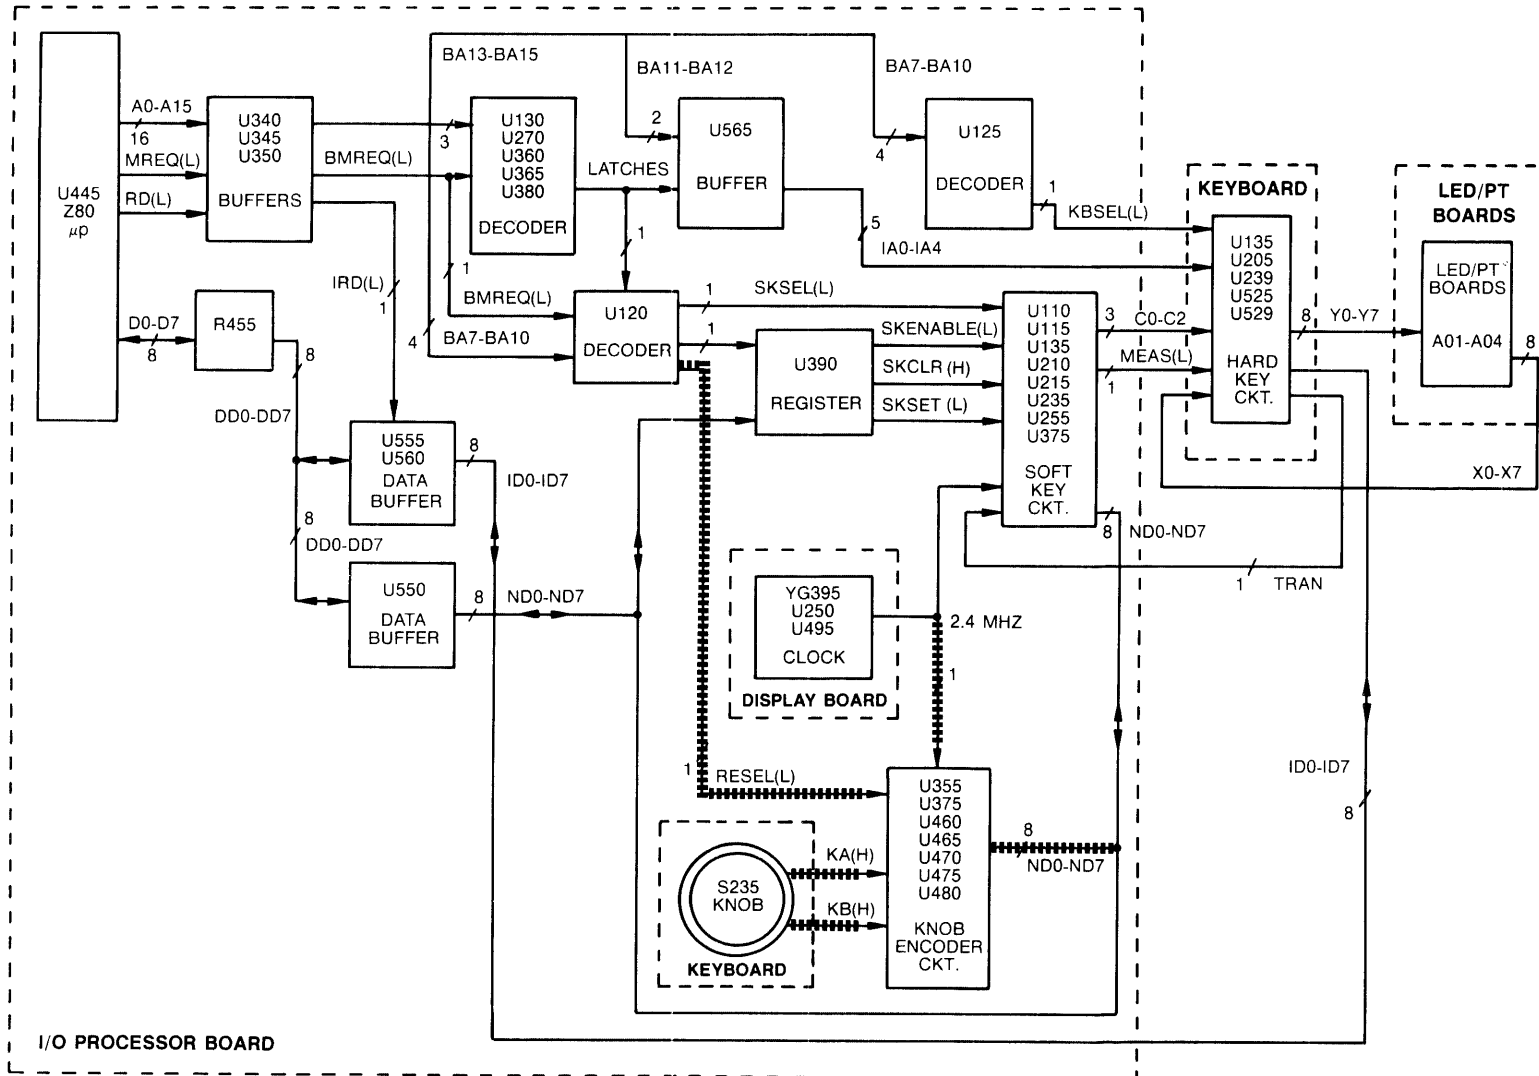 BA13-BA15
BA11-BA12
BA7-BA10
A0-A15
16
MREQ(L)
RD(L)
U445
Z80
µp
U340
U345
U350
BUFFERS
BMREQ(L)
3
U130
U270
U360
U365
U380
DECODER
LATCHES
2
U565
BUFFER
4
U125
DECODER
1
KBSEL(L)
5
IA0-IA4
KEYBOARD
U135
U205
U239
U525
U529
HARD
KEY
CKT.
LED/PT
BOARDS
LED/PT
BOARDS
A01-A04
8
Y0-Y7
8
X0-X7
IRD(L)
1
1
1
BMREQ(L)
4
BA7-BA10
D0-D7
8
R455
8
DD0-DD7
U120
DECODER
1
SKSEL(L)
1
U390
REGISTER
SKENABLE(L)
SKCLR (H)
SKSET (L)
U110
U115
U135
U210
U215
U235
U255
U375
SOFT
KEY
CKT.
3
C0-C2
MEAS(L)
1
8
ND0-ND7
1
TRAN
U555
U560
DATA
BUFFER
8
ID0-ID7
8
DD0-DD7
U550
DATA
BUFFER
8
ND0-ND7
YG395
U250
U495
CLOCK
DISPLAY BOARD
2.4 MHZ
1
1
RESEL(L)
U355
U375
U460
U465
U470
U475
U480
KNOB
ENCODER
CKT.
8
ND0-ND7
ID0-ID7
8
S235
KNOB
KA(H)
KB(H)
KEYBOARD
I/O PROCESSOR BOARD